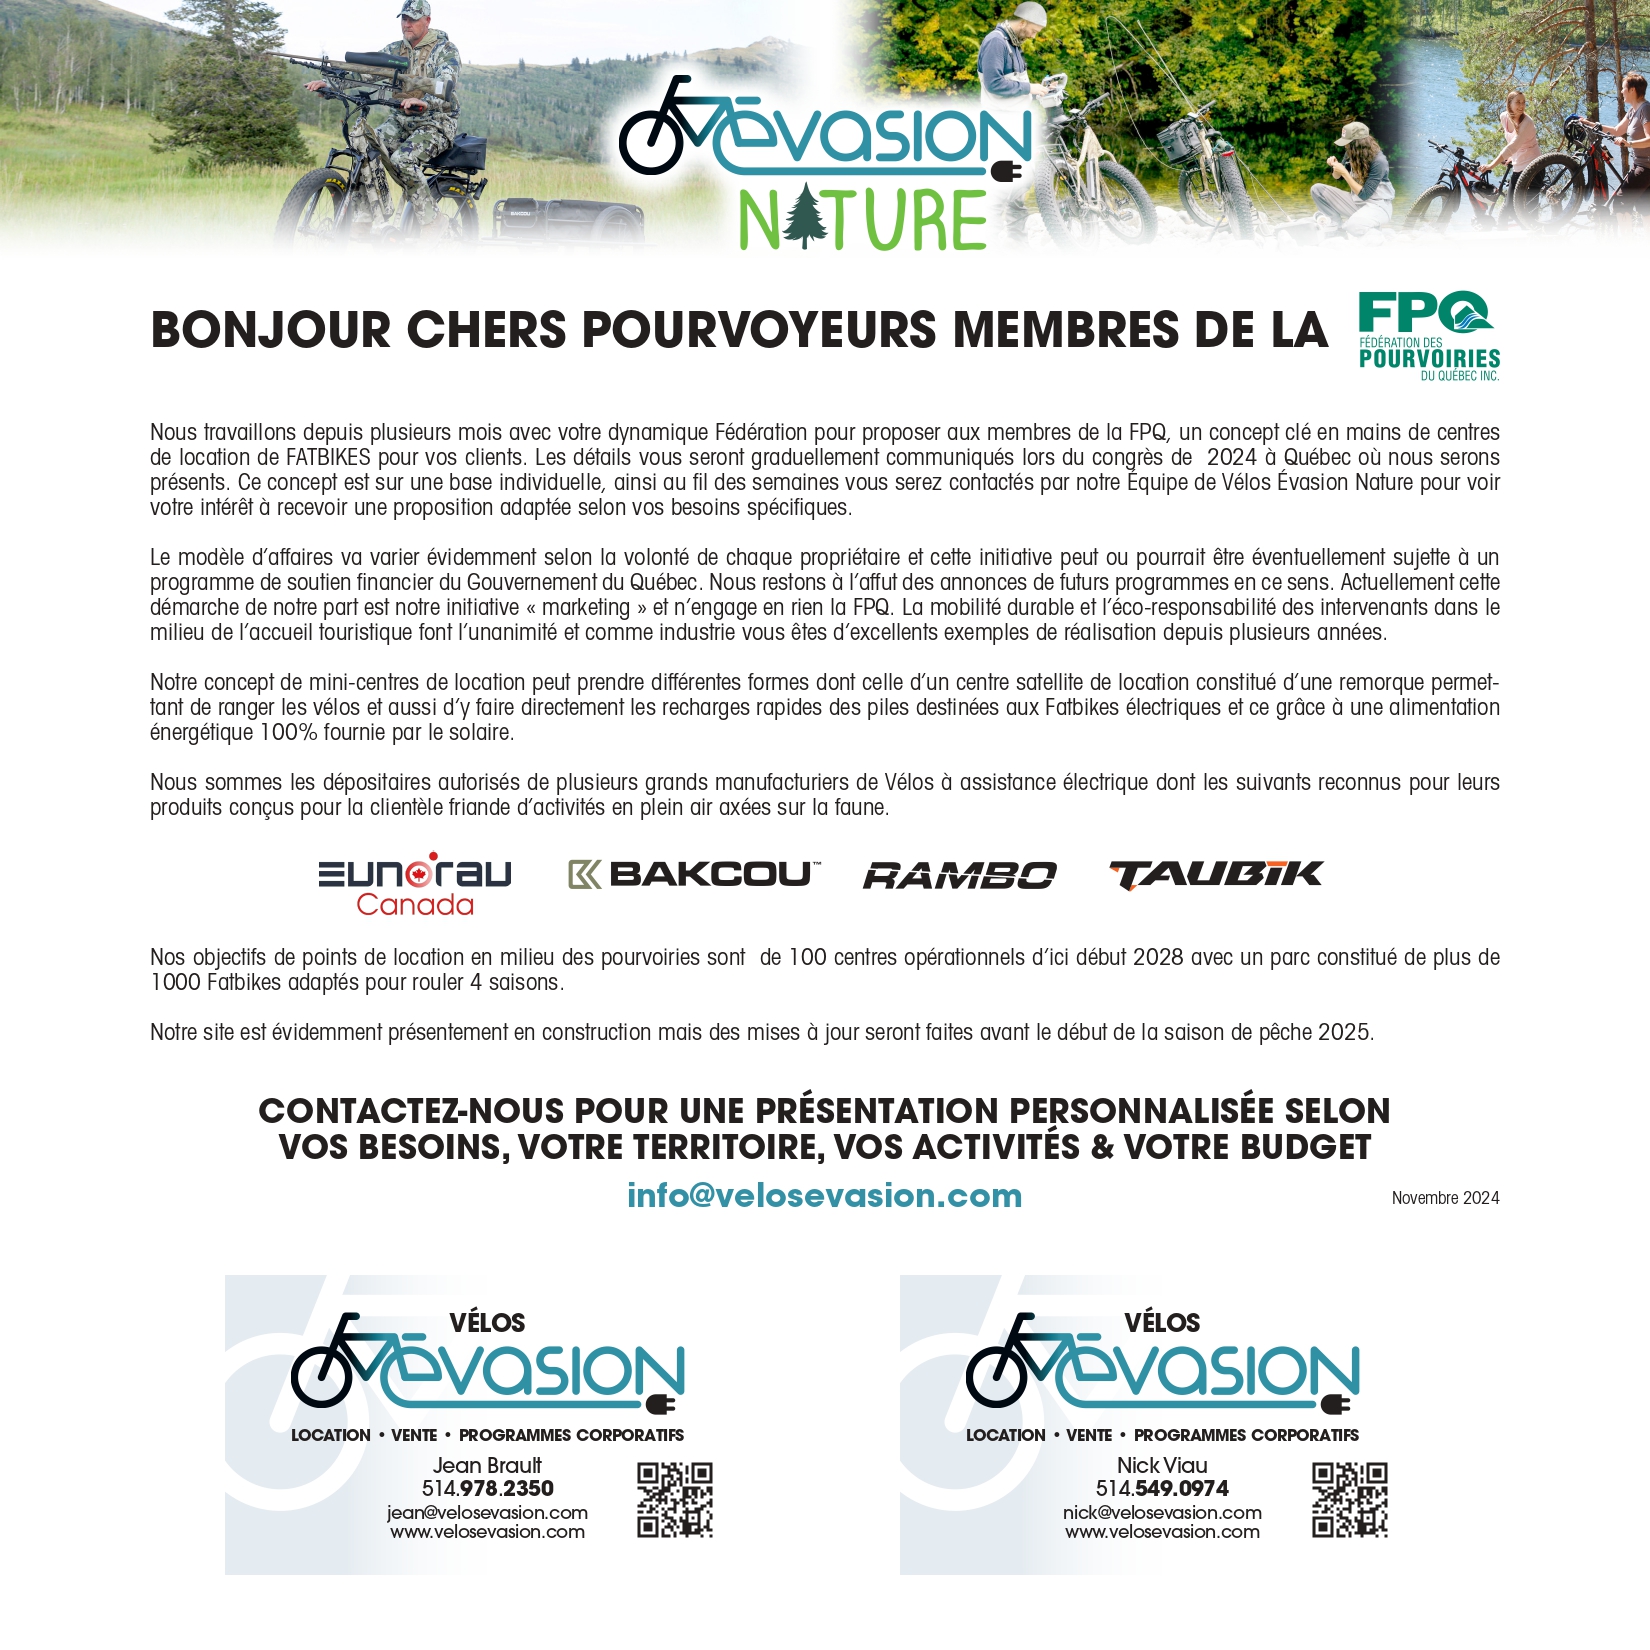 évasion
NATURE
BAKCOU
BONJOUR CHERS POURVOYEURS MEMBRES DE LA
FPQ
FÉDÉRATION DES
POURVOIRIES
DU QUÉBEC INC.
Nous travaillons depuis plusieurs mois avec votre dynamique Fédération pour proposer aux membres de la FPQ, un concept clé en mains de centres
de location de FATBIKES pour vos clients. Les détails vous seront graduellement communiqués lors du congrès de  2024 à Québec où nous serons
présents. Ce concept est sur une base individuelle, ainsi au fil des semaines vous serez contactés par notre Équipe de Vélos Évasion Nature pour voir
votre intérêt à recevoir une proposition adaptée selon vos besoins spécifiques.
Le modèle d’affaires va varier évidemment selon la volonté de chaque propriétaire et cette initiative peut ou pourrait être éventuellement sujette à un
programme de soutien financier du Gouvernement du Québec. Nous restons à l’affut des annonces de futurs programmes en ce sens. Actuellement cette
démarche de notre part est notre initiative « marketing » et n’engage en rien la FPQ. La mobilité durable et l’éco-responsabilité des intervenants dans le
milieu de l’accueil touristique font l’unanimité et comme industrie vous êtes d’excellents exemples de réalisation depuis plusieurs années.
Notre concept de mini-centres de location peut prendre différentes formes dont celle d’un centre satellite de location constitué d’une remorque permet-
tant de ranger les vélos et aussi d’y faire directement les recharges rapides des piles destinées aux Fatbikes électriques et ce grâce à une alimentation
énergétique 100% fournie par le solaire.
Nous sommes les dépositaires autorisés de plusieurs grands manufacturiers de Vélos à assistance électrique dont les suivants reconnus pour leurs
produits conçus pour la clientèle friande d’activités en plein air axées sur la faune.
EUNORAU BAKCOU™ RAMBO TAUBIK
Canada
Nos objectifs de points de location en milieu des pourvoiries sont  de 100 centres opérationnels d’ici début 2028 avec un parc constitué de plus de
1000 Fatbikes adaptés pour rouler 4 saisons.
Notre site est évidemment présentement en construction mais des mises à jour seront faites avant le début de la saison de pêche 2025.
CONTACTEZ-NOUS POUR UNE PRÉSENTATION PERSONNALISÉE SELON
VOS BESOINS, VOTRE TERRITOIRE, VOS ACTIVITÉS & VOTRE BUDGET
info@velosevasion.com
Novembre 2024
VÉLOS
évasion
LOCATION • VENTE • PROGRAMMES CORPORATIFS
Jean Brault
514.978.2350
jean@velosevasion.com
www.velosevasion.com
VÉLOS
évasion
LOCATION • VENTE • PROGRAMMES CORPORATIFS
Nick Viau
514.549.0974
nick@velosevasion.com
www.velosevasion.com